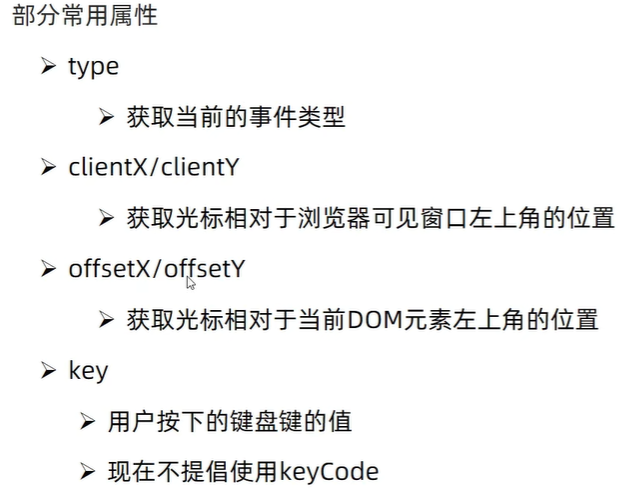 部分常用属性
➢ type
➢ 获取当前的事件类型
➢ clientX/clientY
➢ 获取光标相对于浏览器可见窗口左上角的位置
➢ offsetX/offsetY
➢ 获取光标相对于当前DOM元素左上角的位置
➢ key
➢ 用户按下的键盘键的值
➢ 现在不提倡使用keyCode